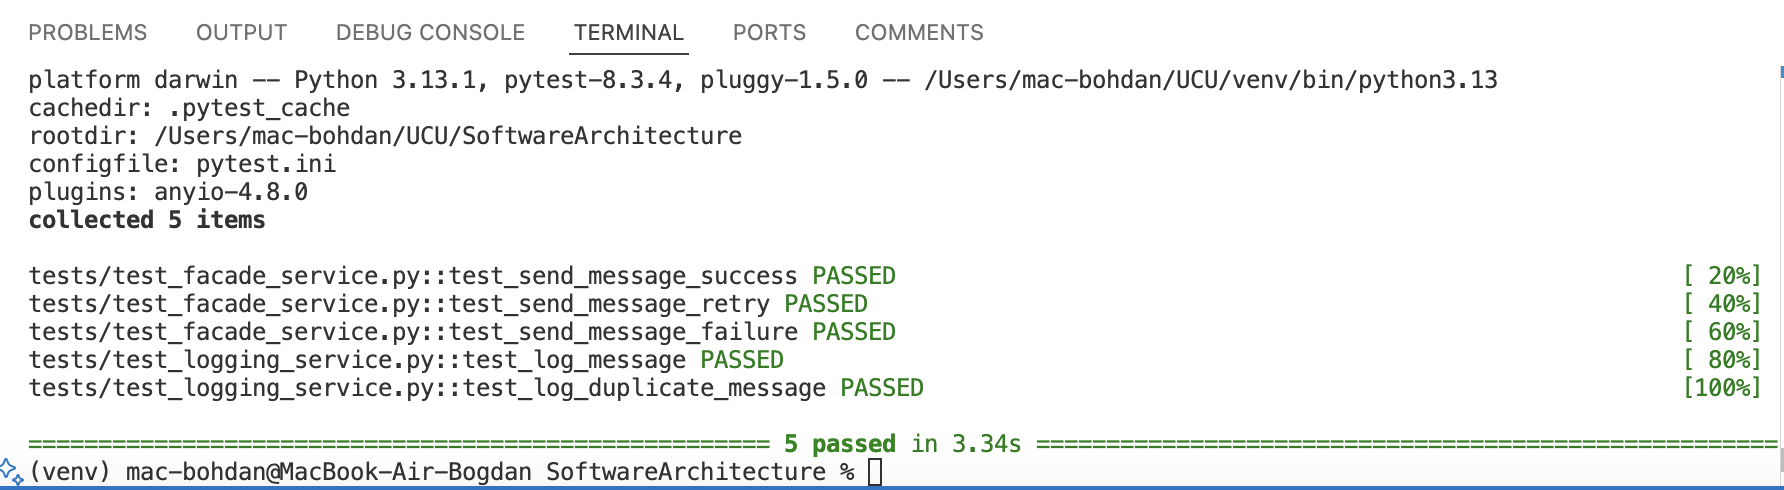 PROBLEMS OUTPUT DEBUG CONSOLE TERMINAL PORTS COMMENTS
platform darwin -- Python 3.13.1, pytest-8.3.4, pluggy-1.5.0 -- /Users/mac-bohdan/UCU/venv/bin/python3.13
cachedir: .pytest_cache
rootdir: /Users/mac-bohdan/UCU/SoftwareArchitecture
configfile: pytest.ini
plugins: anyio-4.8.0
collected 5 items
tests/test_facade_service.py::test_send_message_success PASSED [ 20%]
tests/test_facade_service.py::test_send_message_retry PASSED [ 40%]
tests/test_facade_service.py::test_send_message_failure PASSED [ 60%]
tests/test_logging_service.py::test_log_message PASSED [ 80%]
tests/test_logging_service.py::test_log_duplicate_message PASSED [100%]
===================================================== 5 passed in 3.34s =====================================================
(venv) mac-bohdan@MacBook-Air-Bogdan SoftwareArchitecture %